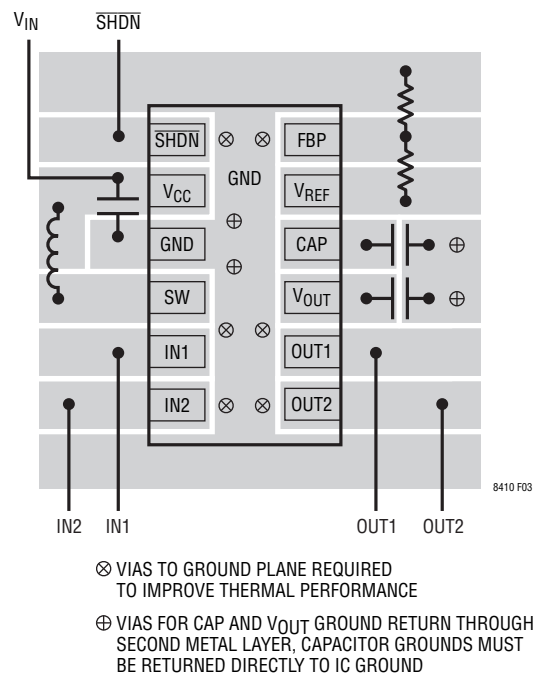 VIN SHDN
SHDN FBP
GND
VCC VREF
GND CAP
SW VOUT
IN1 OUT1
IN2 OUT2
8410 F03
IN2 IN1 OUT1 OUT2
⊗ VIAS TO GROUND PLANE REQUIRED
TO IMPROVE THERMAL PERFORMANCE
⊕ VIAS FOR CAP AND VOUT GROUND RETURN THROUGH
SECOND METAL LAYER, CAPACITOR GROUNDS MUST
BE RETURNED DIRECTLY TO IC GROUND